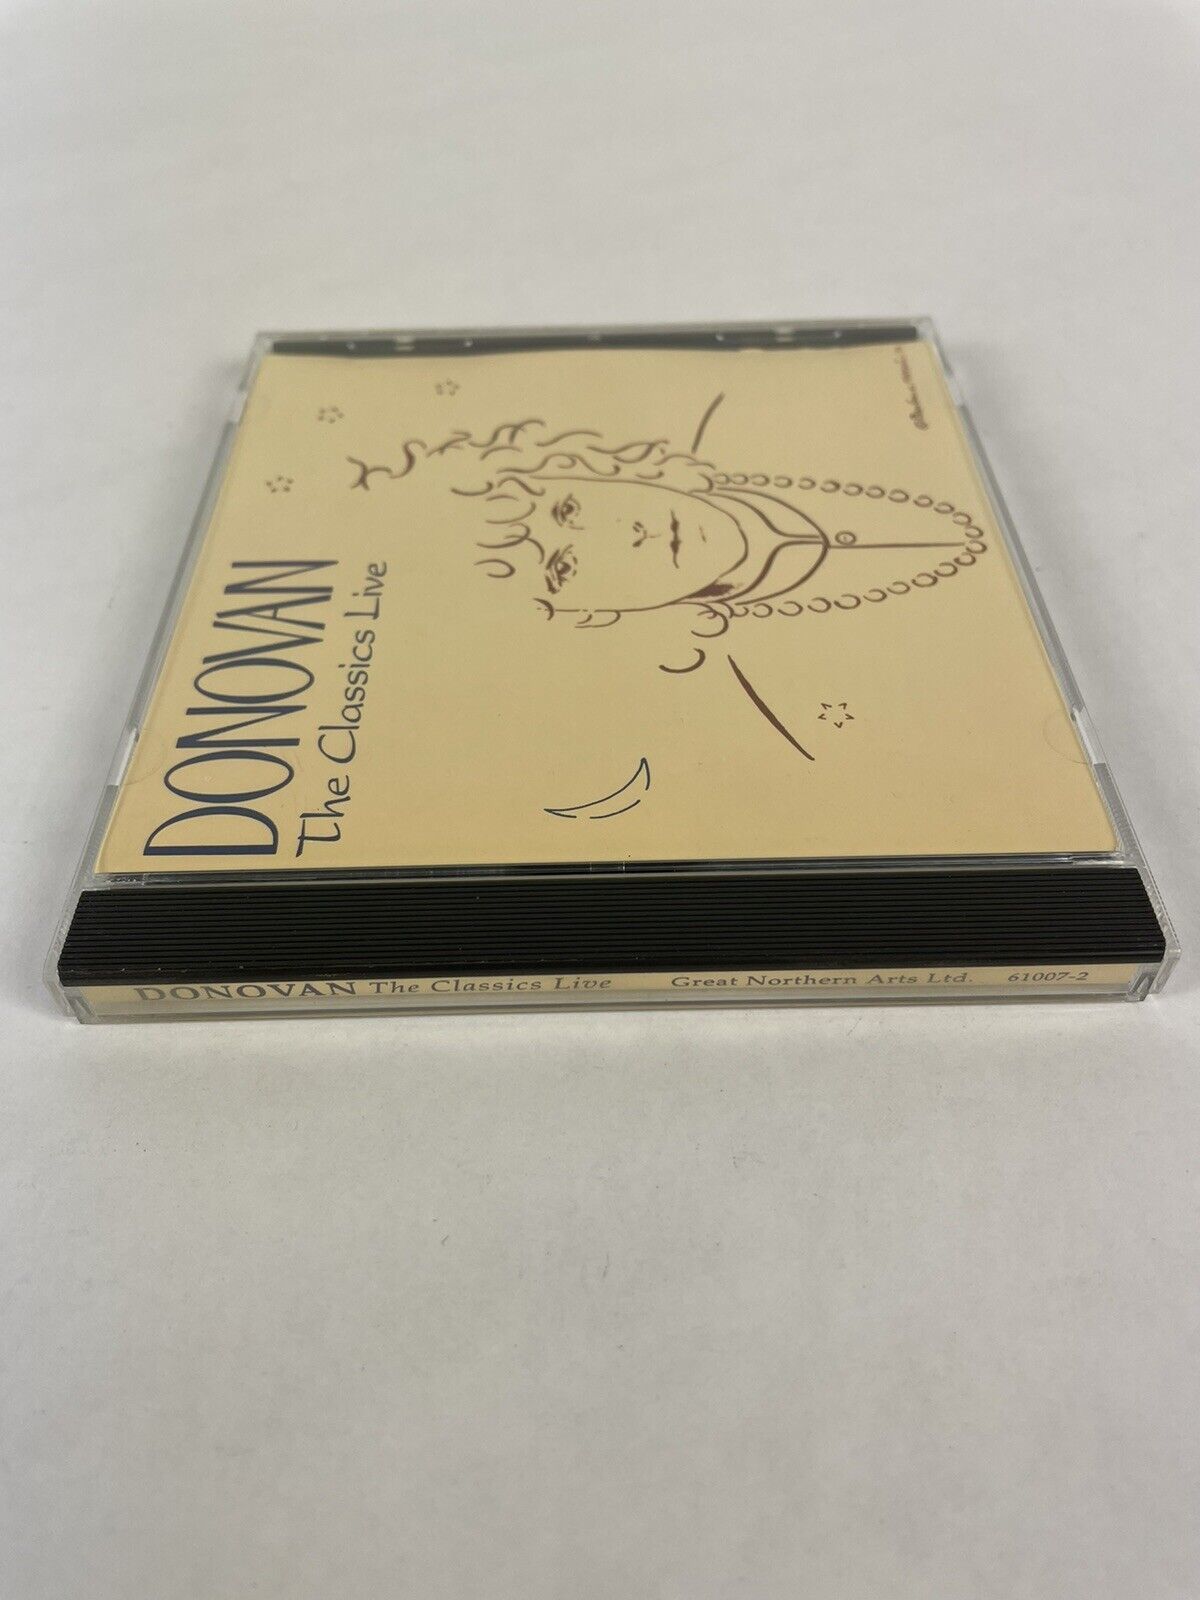 DONOVAN
The Classics Live
DONOVAN The Classics Live Great Northern Arts Ltd. 61007-2